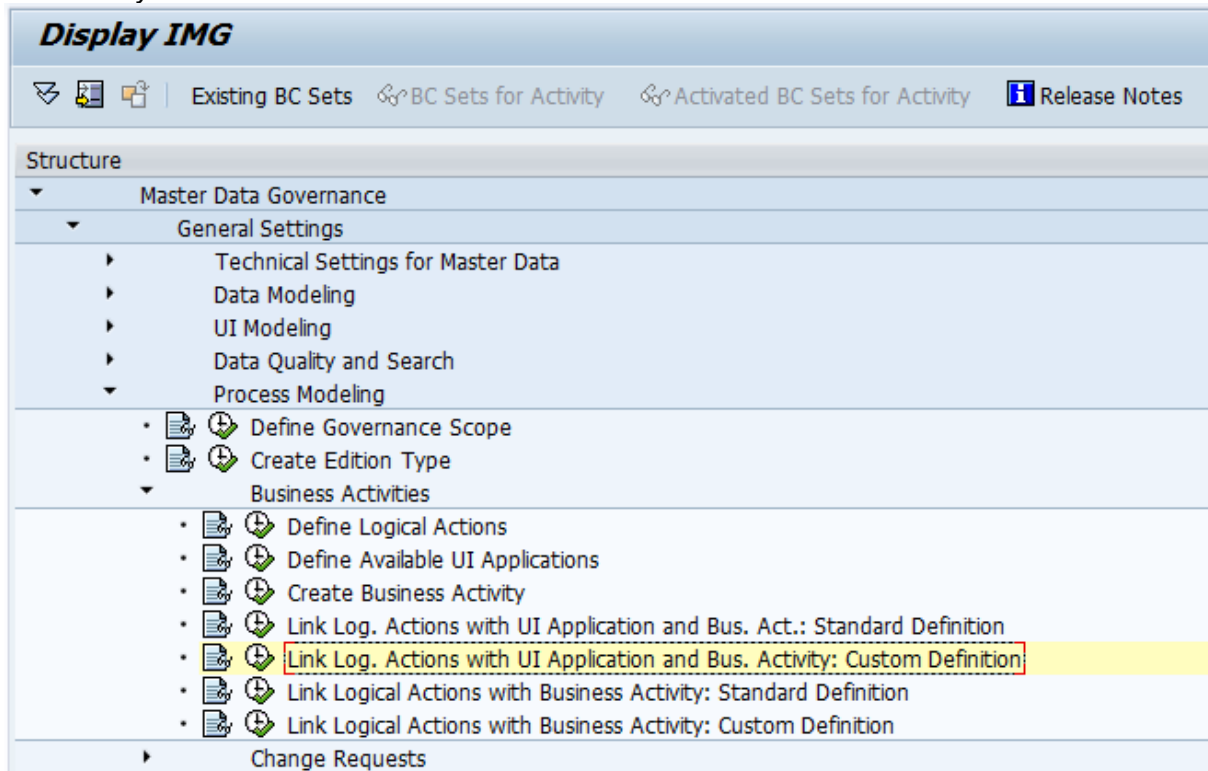 Display IMG
Existing BC Sets BC Sets for Activity Activated BC Sets for Activity Release Notes
Structure
Master Data Governance
General Settings
Technical Settings for Master Data
Data Modeling
UI Modeling
Data Quality and Search
Process Modeling
Define Governance Scope
Create Edition Type
Business Activities
Define Logical Actions
Define Available UI Applications
Create Business Activity
Link Log. Actions with UI Application and Bus. Act.: Standard Definition
Link Log. Actions with UI Application and Bus. Activity: Custom Definition
Link Logical Actions with Business Activity: Standard Definition
Link Logical Actions with Business Activity: Custom Definition
Change Requests